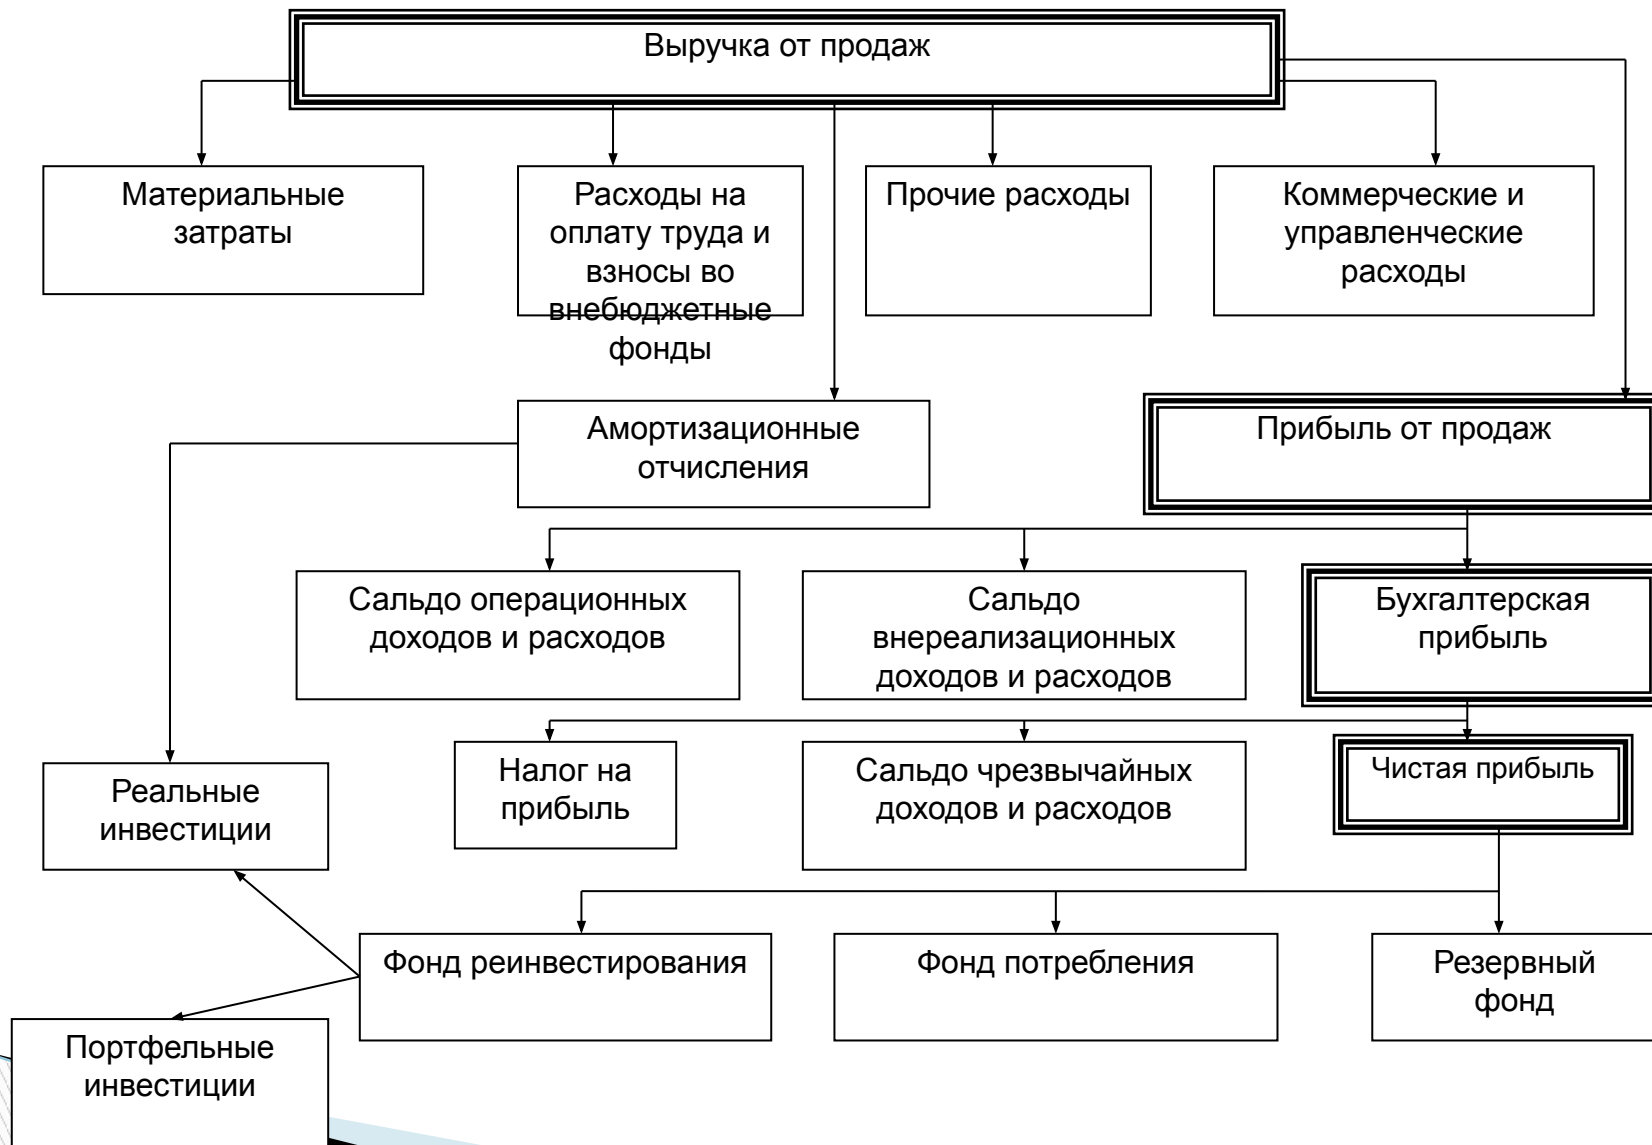 Выручка от продаж
Материальные
затраты
Расходы на
оплату труда и
взносы во
внебюджетные
фонды
Прочие расходы
Коммерческие и
управленческие
расходы
Амортизационные
отчисления
Прибыль от продаж
Сальдо операционных
доходов и расходов
Сальдо
внереализационных
доходов и расходов
Бухгалтерская
прибыль
Реальные
инвестиции
Налог на
прибыль
Сальдо чрезвычайных
доходов и расходов
Чистая прибыль
Фонд реинвестирования
Фонд потребления
Резервный
фонд
Портфельные
инвестиции